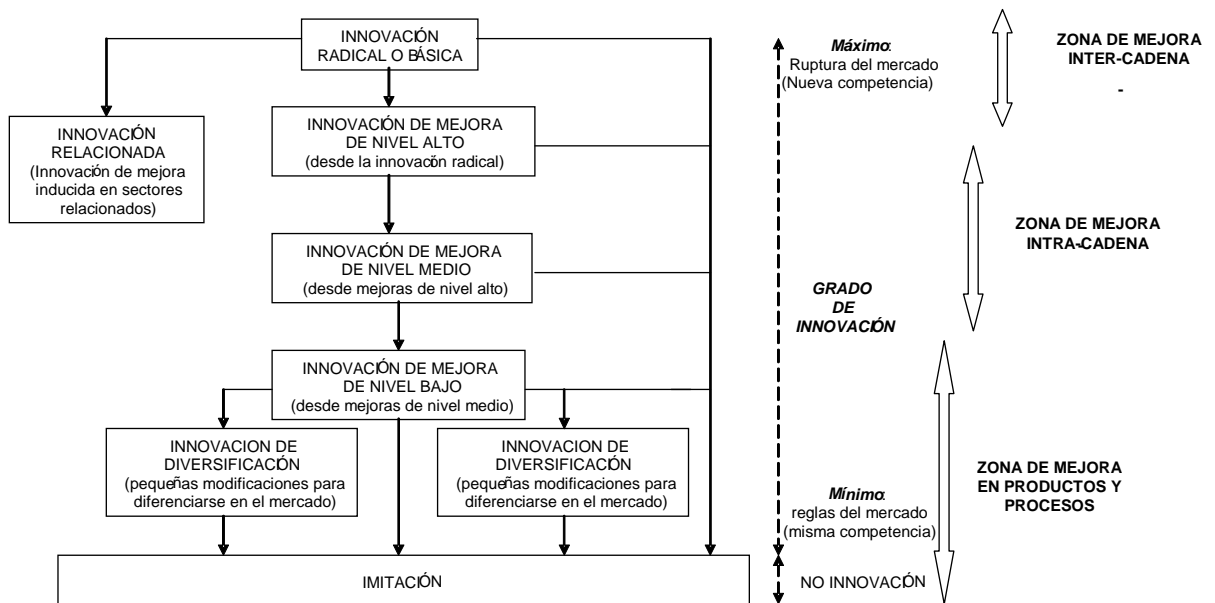 INNOVACIÓN
RADICAL O BÁSICA
INNOVACIÓN
RELACIONADA
(Innovación de mejora
inducida en sectores
relacionados)
INNOVACIÓN DE MEJORA
DE NIVEL ALTO
(desde la innovación radical)
INNOVACIÓN DE MEJORA
DE NIVEL MEDIO
(desde mejoras de nivel alto)
INNOVACIÓN DE MEJORA
DE NIVEL BAJO
(desde mejoras de nivel medio)
INNOVACION DE
DIVERSIFICACIÓN
(pequeñas modificaciones para
diferenciarse en el mercado)
INNOVACION DE
DIVERSIFICACIÓN
(pequeñas modificaciones para
diferenciarse en el mercado)
IMITACIÓN
Máximo:
Ruptura del mercado
(Nueva competencia)
GRADO
DE
INNOVACIÓN
Mínimo:
reglas del mercado
(misma competencia)
NO INNOVACIÓN
ZONA DE MEJORA
INTER-CADENA
-
ZONA DE MEJORA
INTRA-CADENA
ZONA DE MEJORA
EN PRODUCTOS Y
PROCESOS